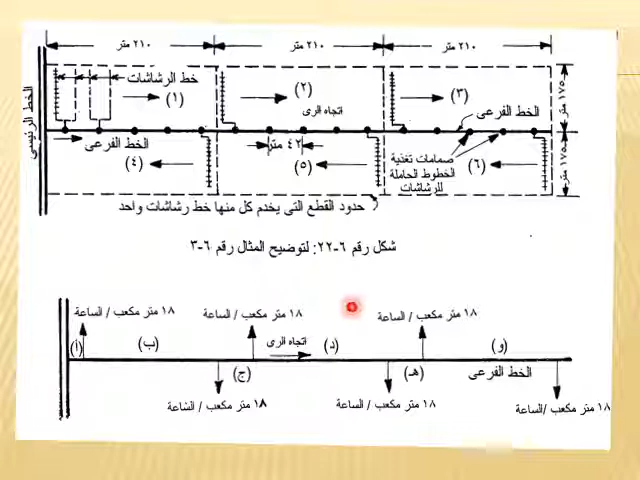 ٢١٠ متر
٢١٠ متر
٢١٠ متر
خط الرشاشات
(١)
(٢)
(٣)
اتجاه الرى
الخط الفرعى
١٧٥ متر
الخط الرئيسى
الخط الفرعى
(٤)
٤٢ متر
(٥)
صمامات تغذية
الخطوط الحاملة
للرشاشات
(٦)
١٧٥ متر
حدود القطع التى يخدم كل منها خط رشاشات واحد
شكل رقم ٦-٢٢: لتوضيح المثال رقم ٦-٣
١٨ متر مكعب / الساعة
١٨ متر مكعب / الساعة
١٨ متر مكعب / الساعة
(أ)
(ب)
اتجاه الرى
(د)
(و)
(ج)
(هـ)
الخط الفرعى
١٨ متر مكعب / الساعة
١٨ متر مكعب / الساعة
١٨ متر مكعب /الساعة